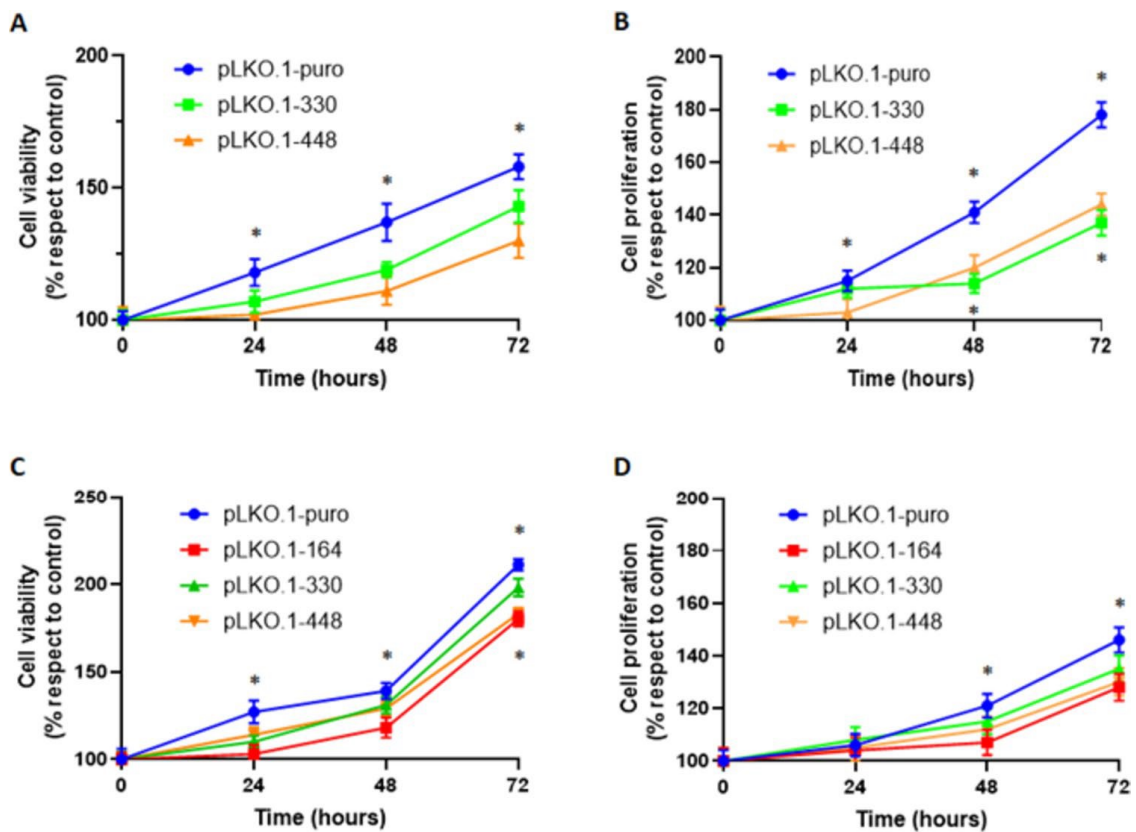 A
Cell viability
(% respect to control)
200
150
100
pLKO.1-puro
pLKO.1-330
pLKO.1-448
*
*
*
0 24 48 72
Time (hours)
B
Cell proliferation
(% respect to control)
200
180
160
140
120
100
pLKO.1-puro
pLKO.1-330
pLKO.1-448
*
*
*
*
*
0 24 48 72
Time (hours)
C
Cell viability
(% respect to control)
250
200
150
100
pLKO.1-puro
pLKO.1-164
pLKO.1-330
pLKO.1-448
*
*
*
*
0 24 48 72
Time (hours)
D
Cell proliferation
(% respect to control)
200
180
160
140
120
100
pLKO.1-puro
pLKO.1-164
pLKO.1-330
pLKO.1-448
*
*
0 24 48 72
Time (hours)